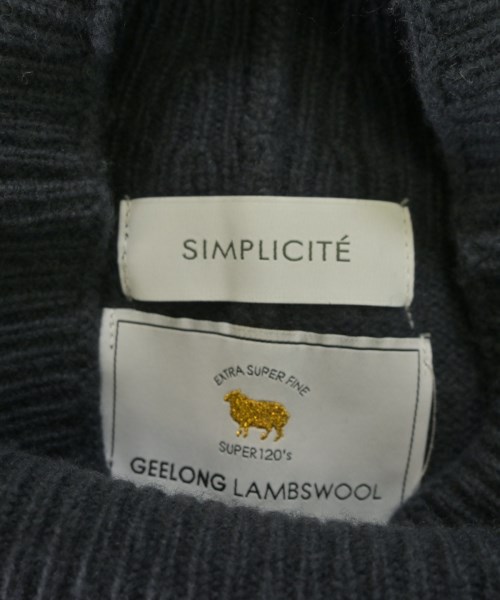 SIMPLICITÉ
EXTRA SUPER FINE
SUPER120's
GEELONG LAMBSWOOL